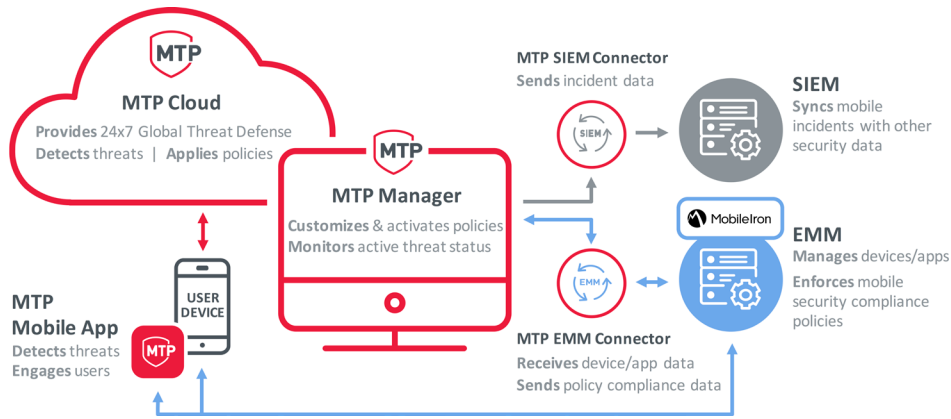 MTP
MTP Cloud
Provides 24x7 Global Threat Defense
Detects threats | Applies policies
MTP
MTP Manager
Customizes & activates policies
Monitors active threat status
MTP SIEM Connector
Sends incident data
SIEM
SIEM
Syncs mobile
incidents with other
security data
MobileIron
EMM
Manages devices/apps
Enforces mobile
security compliance
policies
EMM
MTP EMM Connector
Receives device/app data
Sends policy compliance data
USER
DEVICE
MTP
Mobile App
Detects threats
Engages users
MTP